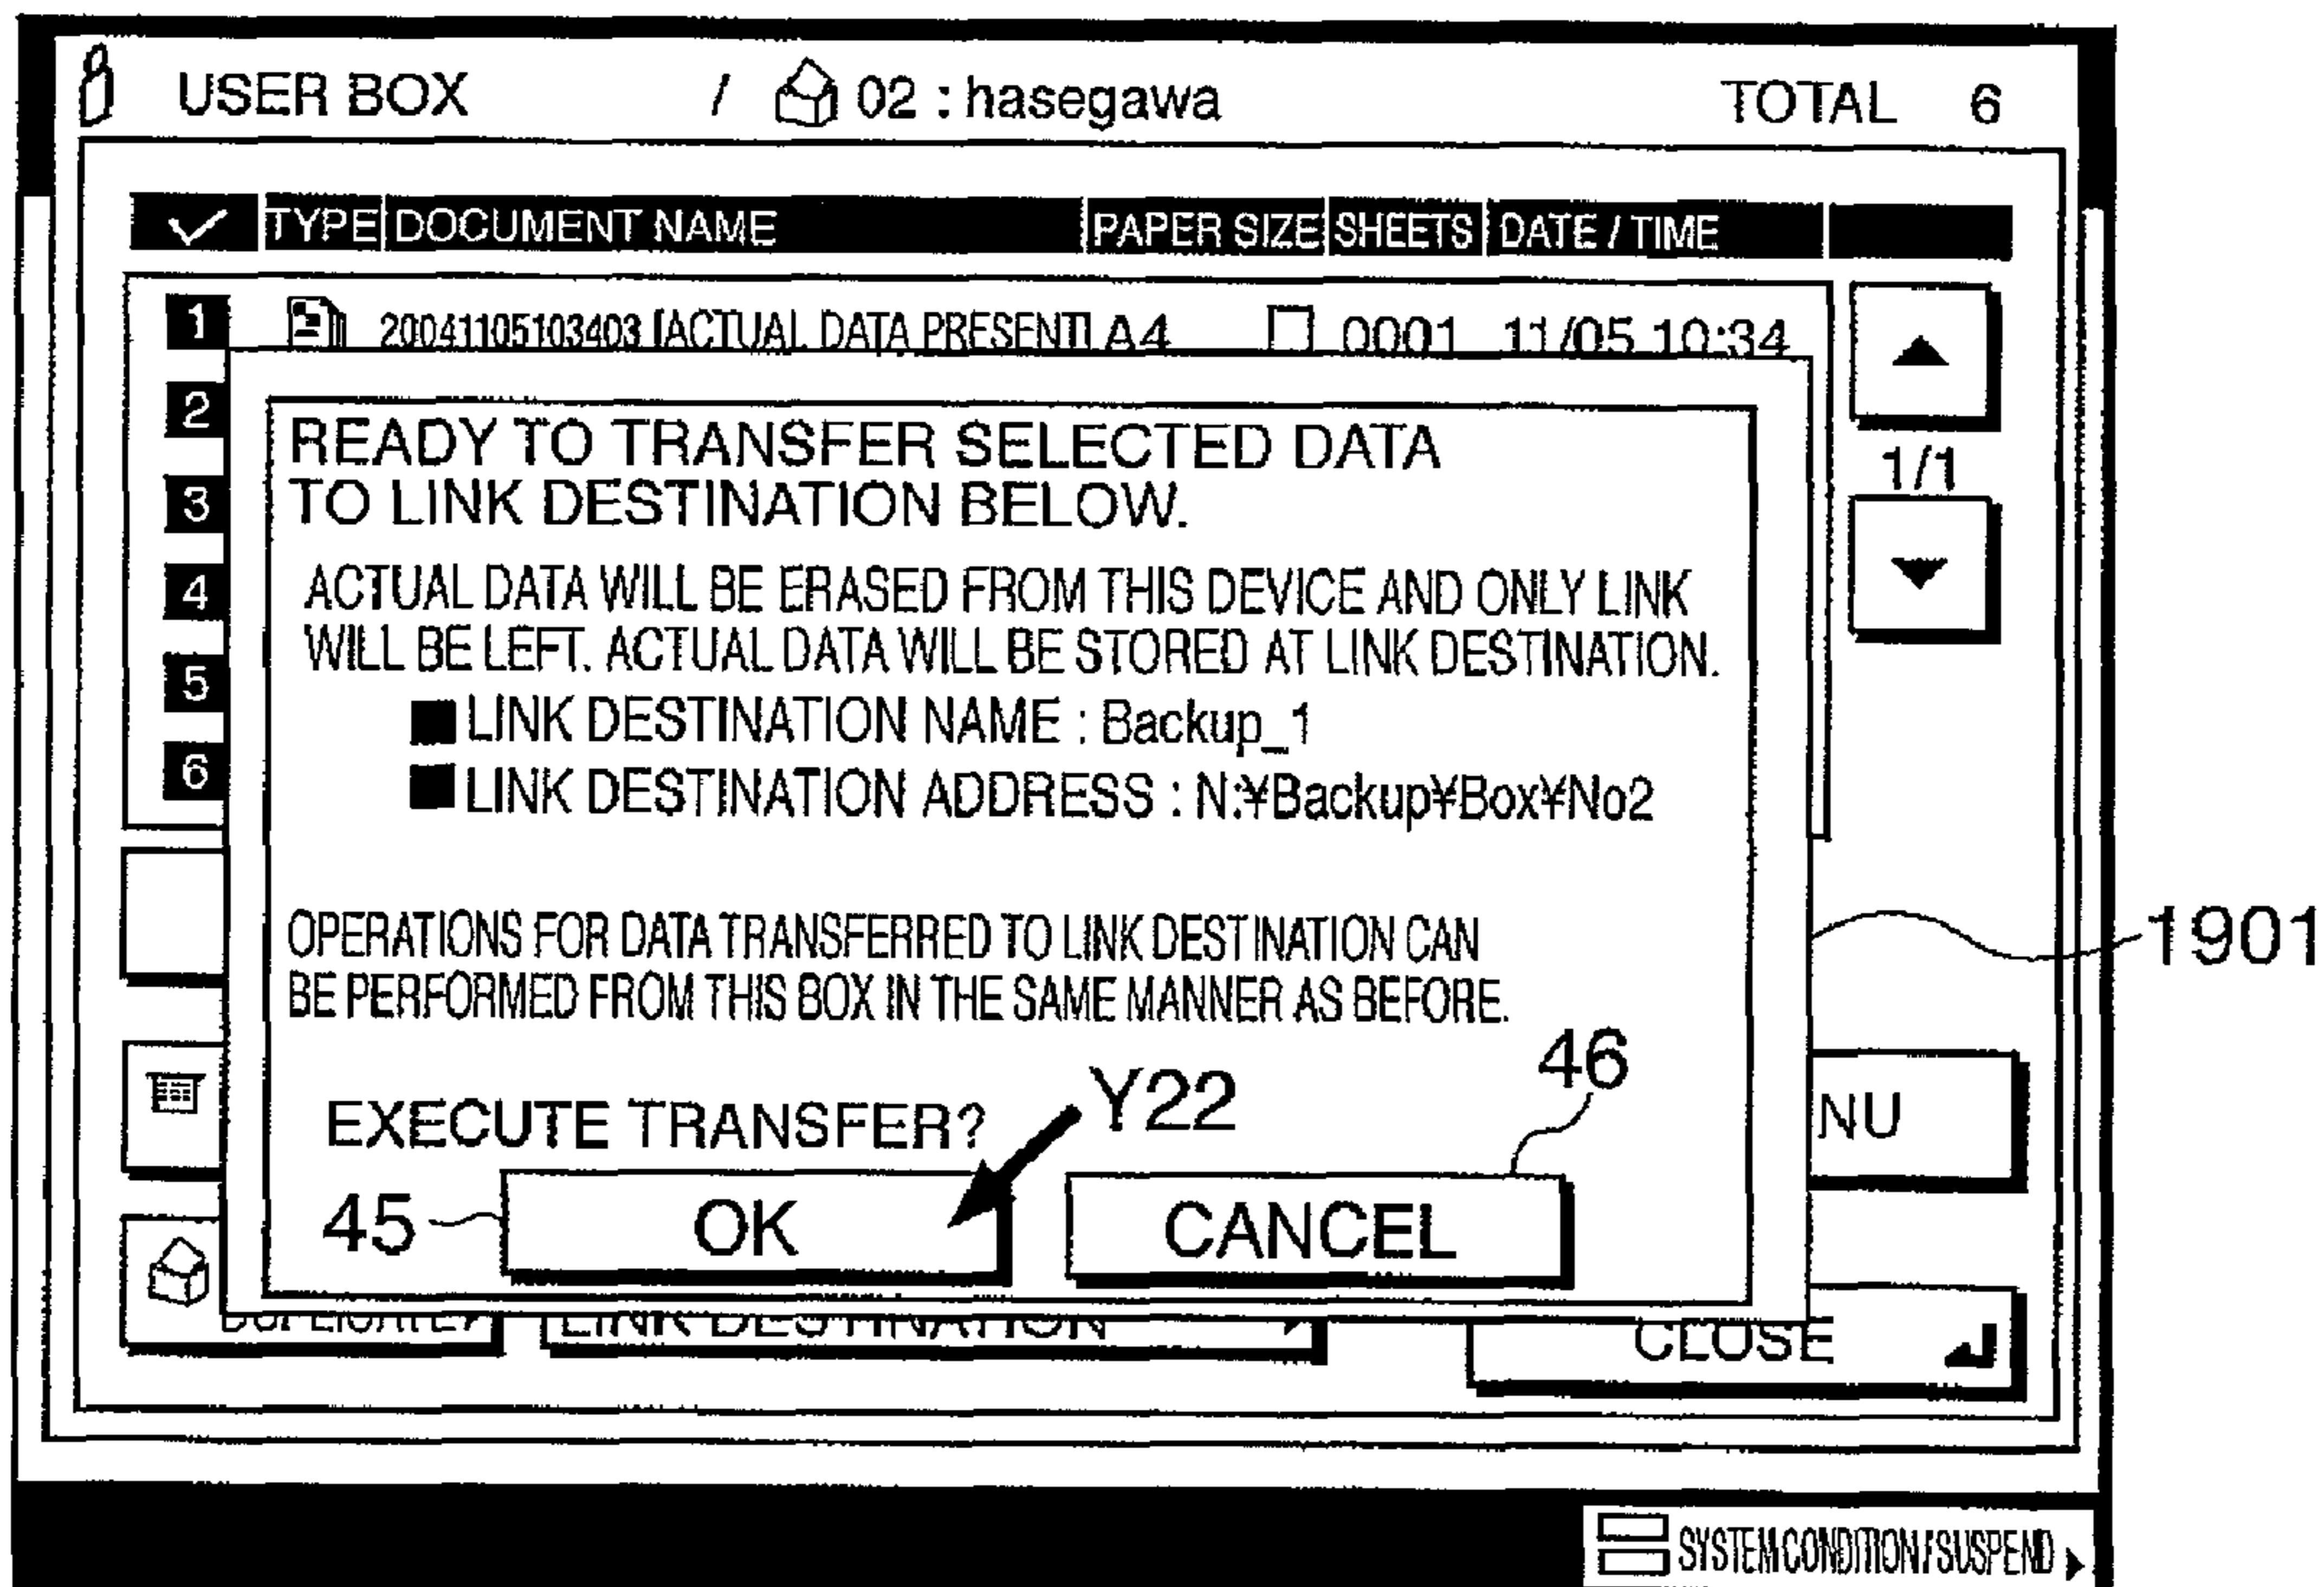 USER BOX / 02 : hasegawa TOTAL 6
TYPE DOCUMENT NAME PAPER SIZE SHEETS DATE / TIME
1 20041105103403 [ACTUAL DATA PRESENT] A4 0001 11/05 10:34
2
READY TO TRANSFER SELECTED DATA
1/1
3 TO LINK DESTINATION BELOW.
4 ACTUAL DATA WILL BE ERASED FROM THIS DEVICE AND ONLY LINK
WILL BE LEFT. ACTUAL DATA WILL BE STORED AT LINK DESTINATION.
5
LINK DESTINATION NAME : Backup_1
6 LINK DESTINATION ADDRESS : N:¥Backup¥Box¥No2
1901
OPERATIONS FOR DATA TRANSFERRED TO LINK DESTINATION CAN
BE PERFORMED FROM THIS BOX IN THE SAME MANNER AS BEFORE.
46
Y22
EXECUTE TRANSFER? NU
45 OK CANCEL
DUPLICATE LINK DESTINATION CLOSE
SYSTEM CONDITION / SUSPEND